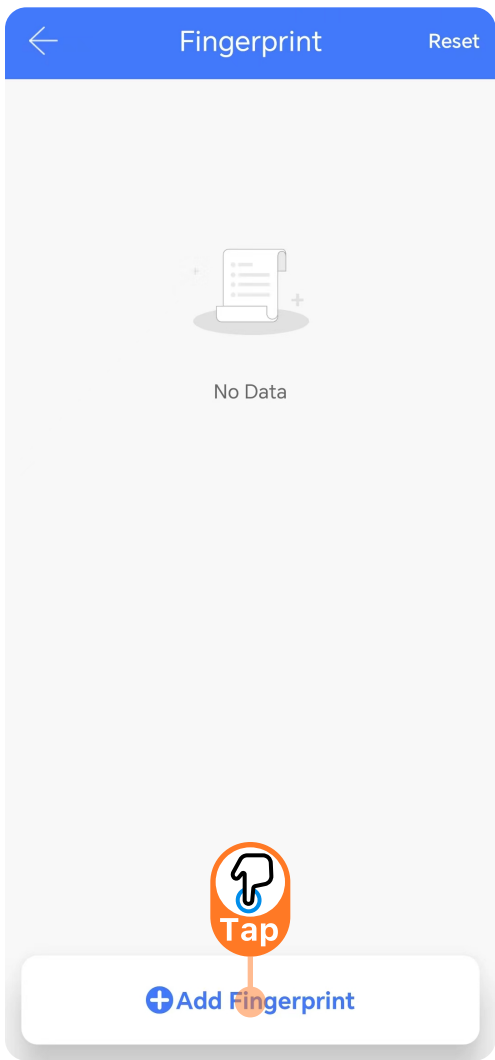 Fingerprint
Reset
No Data
Tap
Add Fingerprint